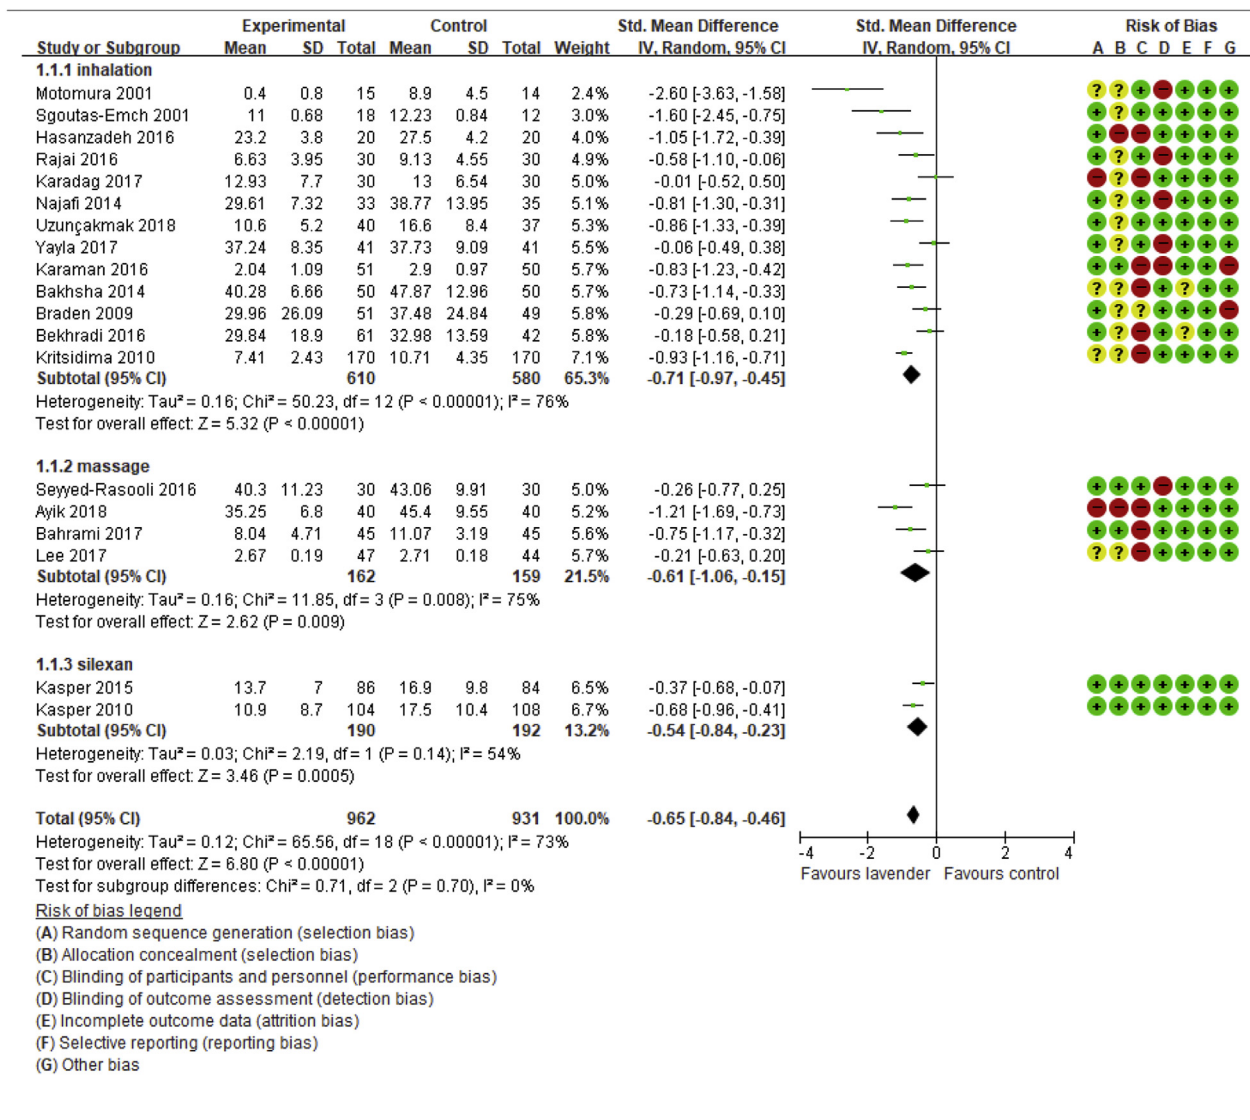 Experimental Control Std. Mean Difference Std. Mean Difference Risk of Bias
Study or Subgroup Mean SD Total Mean SD Total Weight IV, Random, 95% CI IV, Random, 95% CI A B C D E F G
1.1.1 inhalation
Motomura 2001 0.4 0.8 15 8.9 4.5 14 2.4% -2.60 [-3.63, -1.58] ? ? + − + + +
Sgoutas-Emch 2001 11 0.68 18 12.23 0.84 12 3.0% -1.60 [-2.45, -0.75] + ? + + + + +
Hasanzadeh 2016 23.2 3.8 20 27.5 4.2 20 4.0% -1.05 [-1.72, -0.39] + − − + + + +
Rajai 2016 6.63 3.95 30 9.13 4.55 30 4.9% -0.58 [-1.10, -0.06] + ? + − + + +
Karadag 2017 12.93 7.7 30 13 6.54 30 5.0% -0.01 [-0.52, 0.50] − ? − + + + +
Najafi 2014 29.61 7.32 33 38.77 13.95 35 5.1% -0.81 [-1.30, -0.31] + ? + − + + +
Uzunçakmak 2018 10.6 5.2 40 16.6 8.4 37 5.3% -0.86 [-1.33, -0.39] + ? + + + + +
Yayla 2017 37.24 8.35 41 37.73 9.09 41 5.5% -0.06 [-0.49, 0.38] + ? + − + + +
Karaman 2016 2.04 1.09 51 2.9 0.97 50 5.7% -0.83 [-1.23, -0.42] + + − − + + −
Bakhsha 2014 40.28 6.66 50 47.87 12.96 50 5.7% -0.73 [-1.14, -0.33] ? ? − + ? + +
Braden 2009 29.96 26.09 51 37.48 24.84 49 5.8% -0.29 [-0.69, 0.10] + ? ? + + + −
Bekhradi 2016 29.84 18.9 61 32.98 13.59 42 5.8% -0.18 [-0.58, 0.21] + ? − + ? + +
Kritsidima 2010 7.41 2.43 170 10.71 4.35 170 7.1% -0.93 [-1.16, -0.71] ? ? − + + + +
Subtotal (95% CI) 610 580 65.3% -0.71 [-0.97, -0.45]
Heterogeneity: Tau² = 0.16; Chi² = 50.23, df = 12 (P < 0.00001); I² = 76%
Test for overall effect: Z = 5.32 (P < 0.00001)
1.1.2 massage
Seyyed-Rasooli 2016 40.3 11.23 30 43.06 9.91 30 5.0% -0.26 [-0.77, 0.25] + + + − + + +
Ayik 2018 35.25 6.8 40 45.4 9.55 40 5.2% -1.21 [-1.69, -0.73] − − − + + + +
Bahrami 2017 8.04 4.71 45 11.07 3.19 45 5.6% -0.75 [-1.17, -0.32] + + − + + + +
Lee 2017 2.67 0.19 47 2.71 0.18 44 5.7% -0.21 [-0.63, 0.20] ? ? − + + + +
Subtotal (95% CI) 162 159 21.5% -0.61 [-1.06, -0.15]
Heterogeneity: Tau² = 0.16; Chi² = 11.85, df = 3 (P = 0.008); I² = 75%
Test for overall effect: Z = 2.62 (P = 0.009)
1.1.3 silexan
Kasper 2015 13.7 7 86 16.9 9.8 84 6.5% -0.37 [-0.68, -0.07] + + + + + + +
Kasper 2010 10.9 8.7 104 17.5 10.4 108 6.7% -0.68 [-0.96, -0.41] + + + + + + +
Subtotal (95% CI) 190 192 13.2% -0.54 [-0.84, -0.23]
Heterogeneity: Tau² = 0.03; Chi² = 2.19, df = 1 (P = 0.14); I² = 54%
Test for overall effect: Z = 3.46 (P = 0.0005)
Total (95% CI) 962 931 100.0% -0.65 [-0.84, -0.46]
Heterogeneity: Tau² = 0.12; Chi² = 65.56, df = 18 (P < 0.00001); I² = 73%
Test for overall effect: Z = 6.80 (P < 0.00001)
Test for subgroup differences: Chi² = 0.71, df = 2 (P = 0.70), I² = 0%
-4 -2 0 2 4
Favours lavender Favours control
Risk of bias legend
(A) Random sequence generation (selection bias)
(B) Allocation concealment (selection bias)
(C) Blinding of participants and personnel (performance bias)
(D) Blinding of outcome assessment (detection bias)
(E) Incomplete outcome data (attrition bias)
(F) Selective reporting (reporting bias)
(G) Other bias